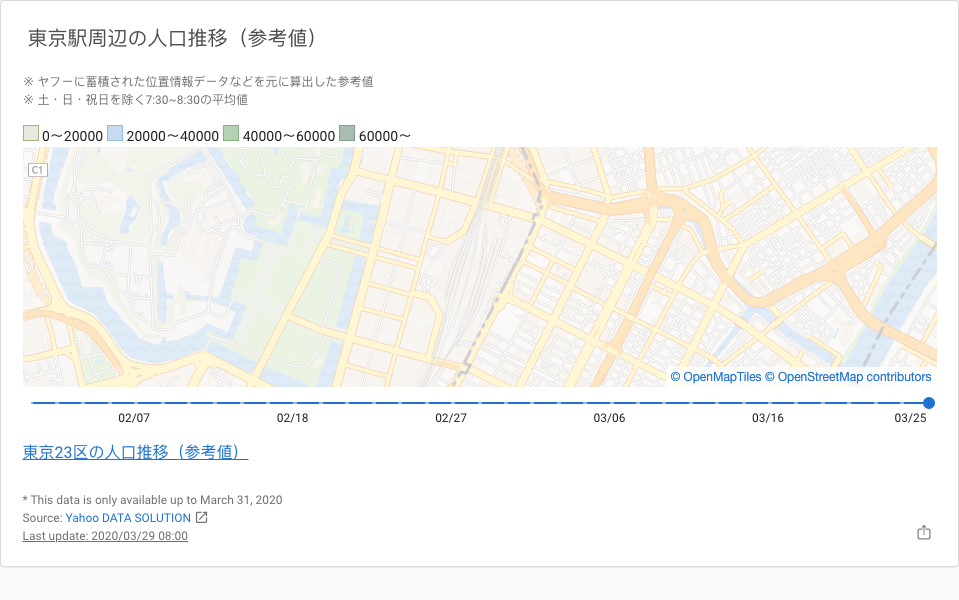 東京駅周辺の人口推移（参考値）
※ ヤフーに蓄積された位置情報データなどを元に算出した参考値
※ 土・日・祝日を除く7:30~8:30の平均値
0〜20000 20000〜40000 40000〜60000 60000〜
C1
© OpenMapTiles © OpenStreetMap contributors
02/07 02/18 02/27 03/06 03/16 03/25
東京23区の人口推移（参考値）
* This data is only available up to March 31, 2020
Source: Yahoo DATA SOLUTION
Last update: 2020/03/29 08:00